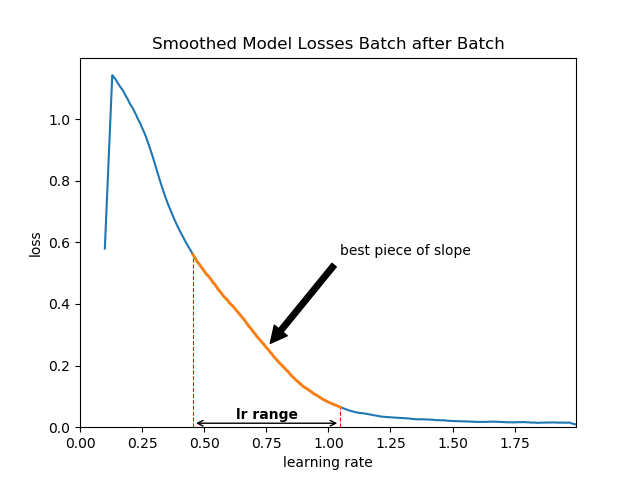 Smoothed Model Losses Batch after Batch
1.0
0.8
0.6
0.4
0.2
0.0
loss
best piece of slope
lr range
0.00 0.25 0.50 0.75 1.00 1.25 1.50 1.75
learning rate